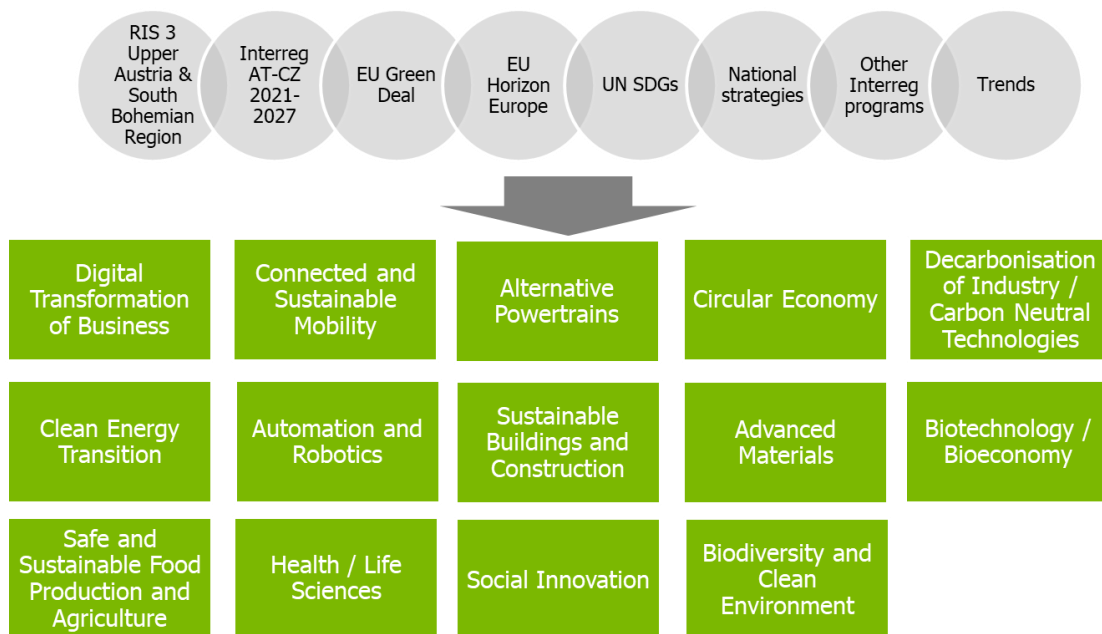 RIS 3
Upper
Austria &
South
Bohemian
Region
Interreg
AT-CZ
2021-
2027
EU Green
Deal
EU
Horizon
Europe
UN SDGs
National
strategies
Other
Interreg
programs
Trends
Digital
Transformation
of Business
Connected and
Sustainable
Mobility
Alternative
Powertrains
Circular Economy
Decarbonisation
of Industry /
Carbon Neutral
Technologies
Clean Energy
Transition
Automation and
Robotics
Sustainable
Buildings and
Construction
Advanced
Materials
Biotechnology /
Bioeconomy
Safe and
Sustainable Food
Production and
Agriculture
Health / Life
Sciences
Social Innovation
Biodiversity and
Clean
Environment